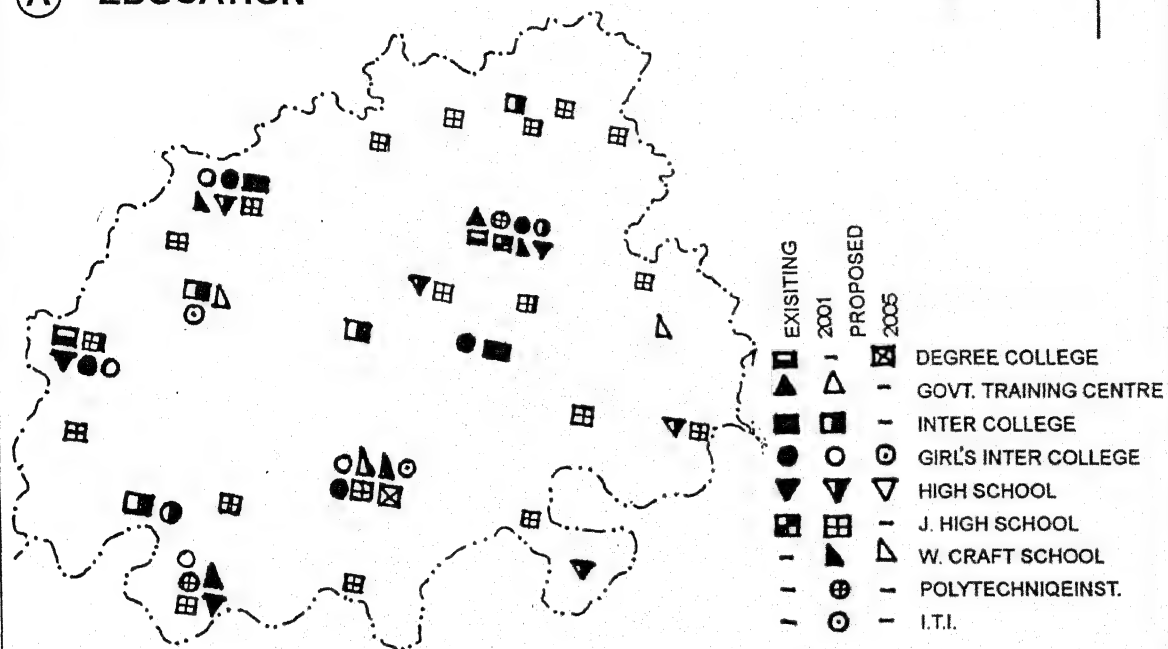 A EDUCATION
EXISITING
2001
PROPOSED
2005
DEGREE COLLEGE
GOVT. TRAINING CENTRE
INTER COLLEGE
GIRL'S INTER COLLEGE
HIGH SCHOOL
J. HIGH SCHOOL
W. CRAFT SCHOOL
POLYTECHNIQEINST.
I.T.I.